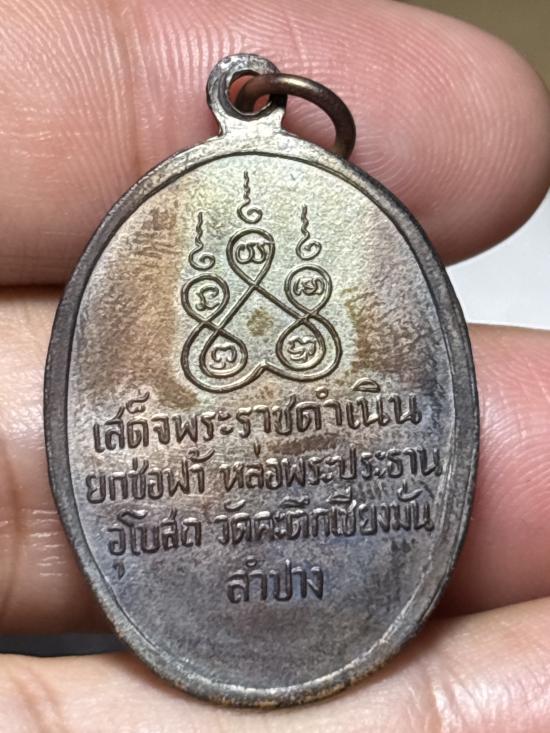 เสด็จพระราชดำเนิน
ยกช่อฟ้า หล่อพระประธาน
อุโบสถ วัดคะตึกเชียงมั่น
ลำปาง